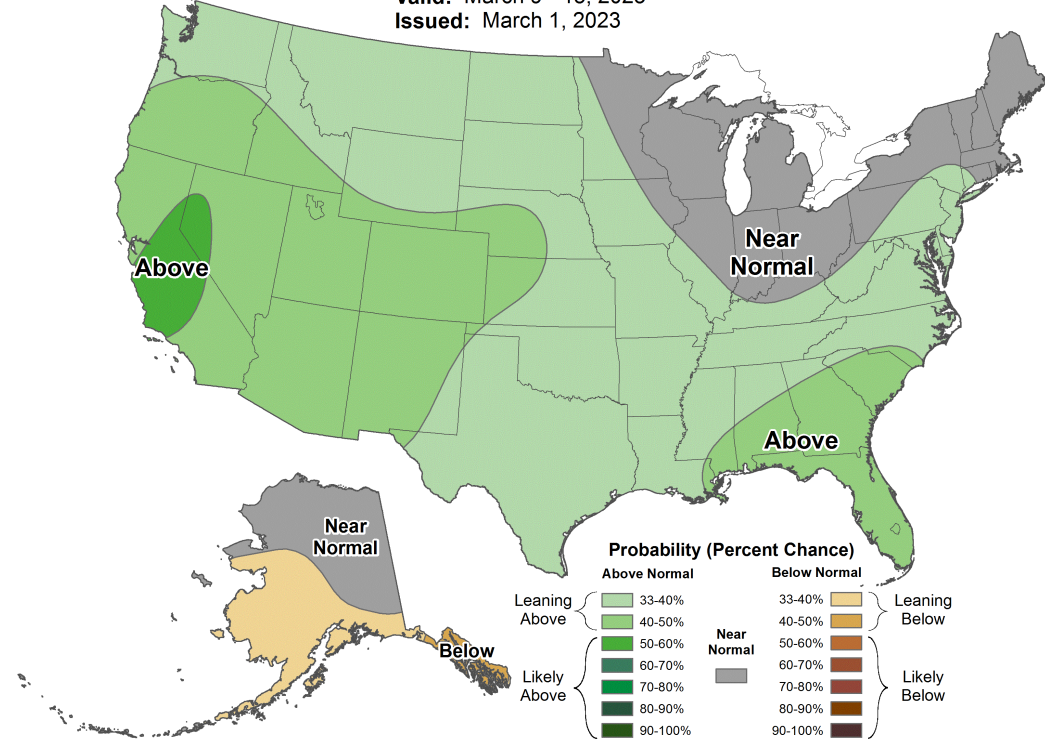 Issued: March 1, 2023
Near
Normal
Above
Above
Near
Normal
Below
Probability (Percent Chance)
Above Normal
Below Normal
Leaning
Above
33-40%
40-50%
Likely
Above
50-60%
60-70%
70-80%
80-90%
90-100%
Near
Normal
33-40%
40-50%
Leaning
Below
50-60%
60-70%
70-80%
80-90%
90-100%
Likely
Below